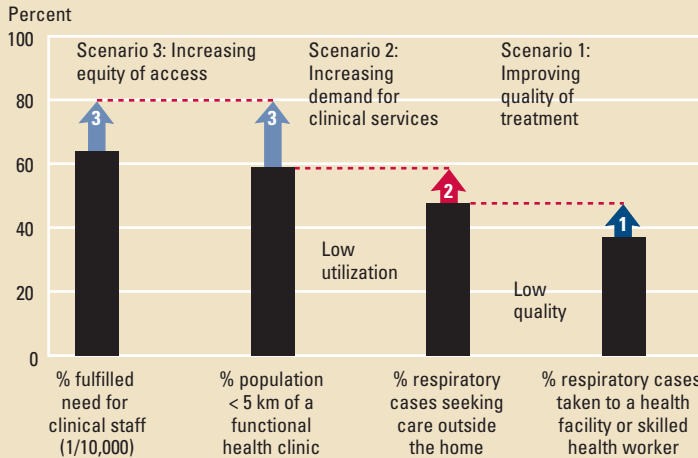 Percent
100
80
60
40
20
0
Scenario 3: Increasing
equity of access
Scenario 2:
Increasing
demand for
clinical services
Scenario 1:
Improving
quality of
treatment
3
3
2
1
Low
utilization
Low
quality
% fulfilled
need for
clinical staff
(1/10,000)
% population
< 5 km of a
functional
health clinic
% respiratory
cases seeking
care outside
the home
% respiratory cases
taken to a health
facility or skilled
health worker